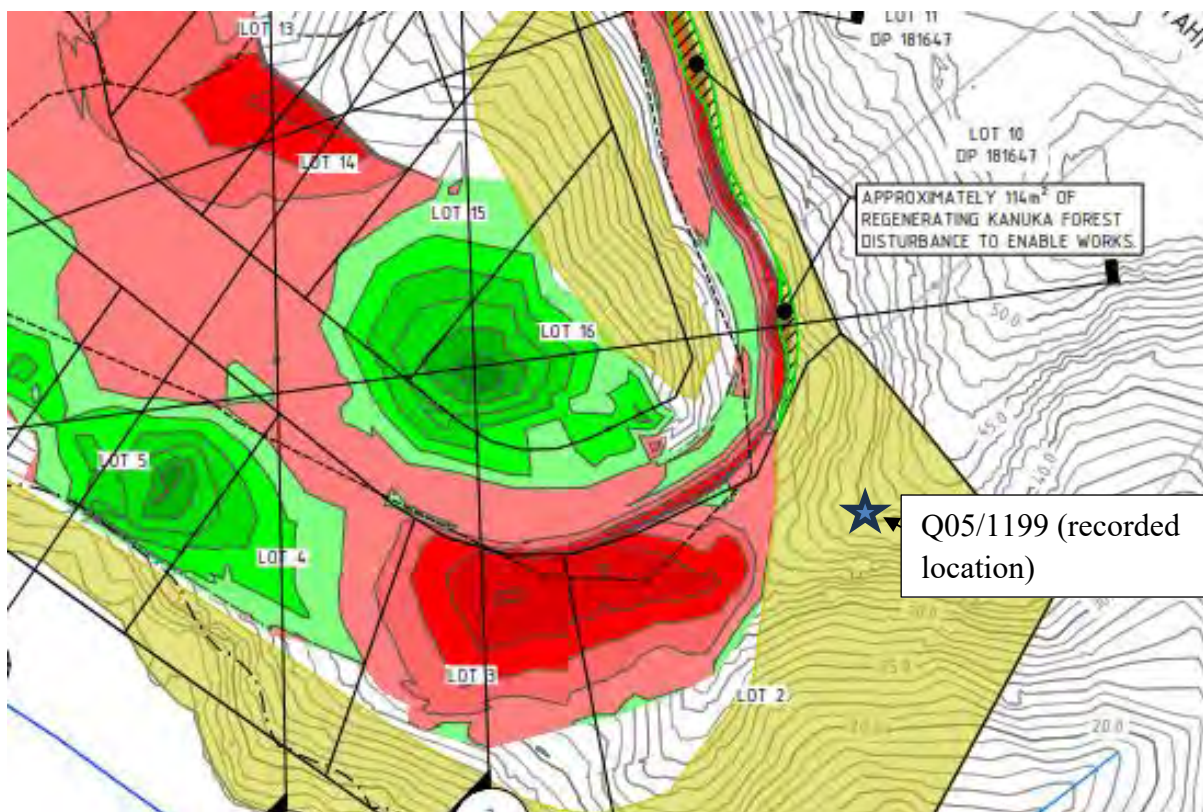 LOT 13
LOT 11
DP 181647
LOT 14
LOT 10
DP 181647
LOT 15
APPROXIMATELY 114m² OF
REGENERATING KANUKA FOREST
DISTURBANCE TO ENABLE WORKS.
50.0
LOT 16
45.0
LOT 5
40.0
Q05/1199 (recorded
location)
LOT 4
30.0
25.0
LOT 3
LOT 2
20.0
20.0